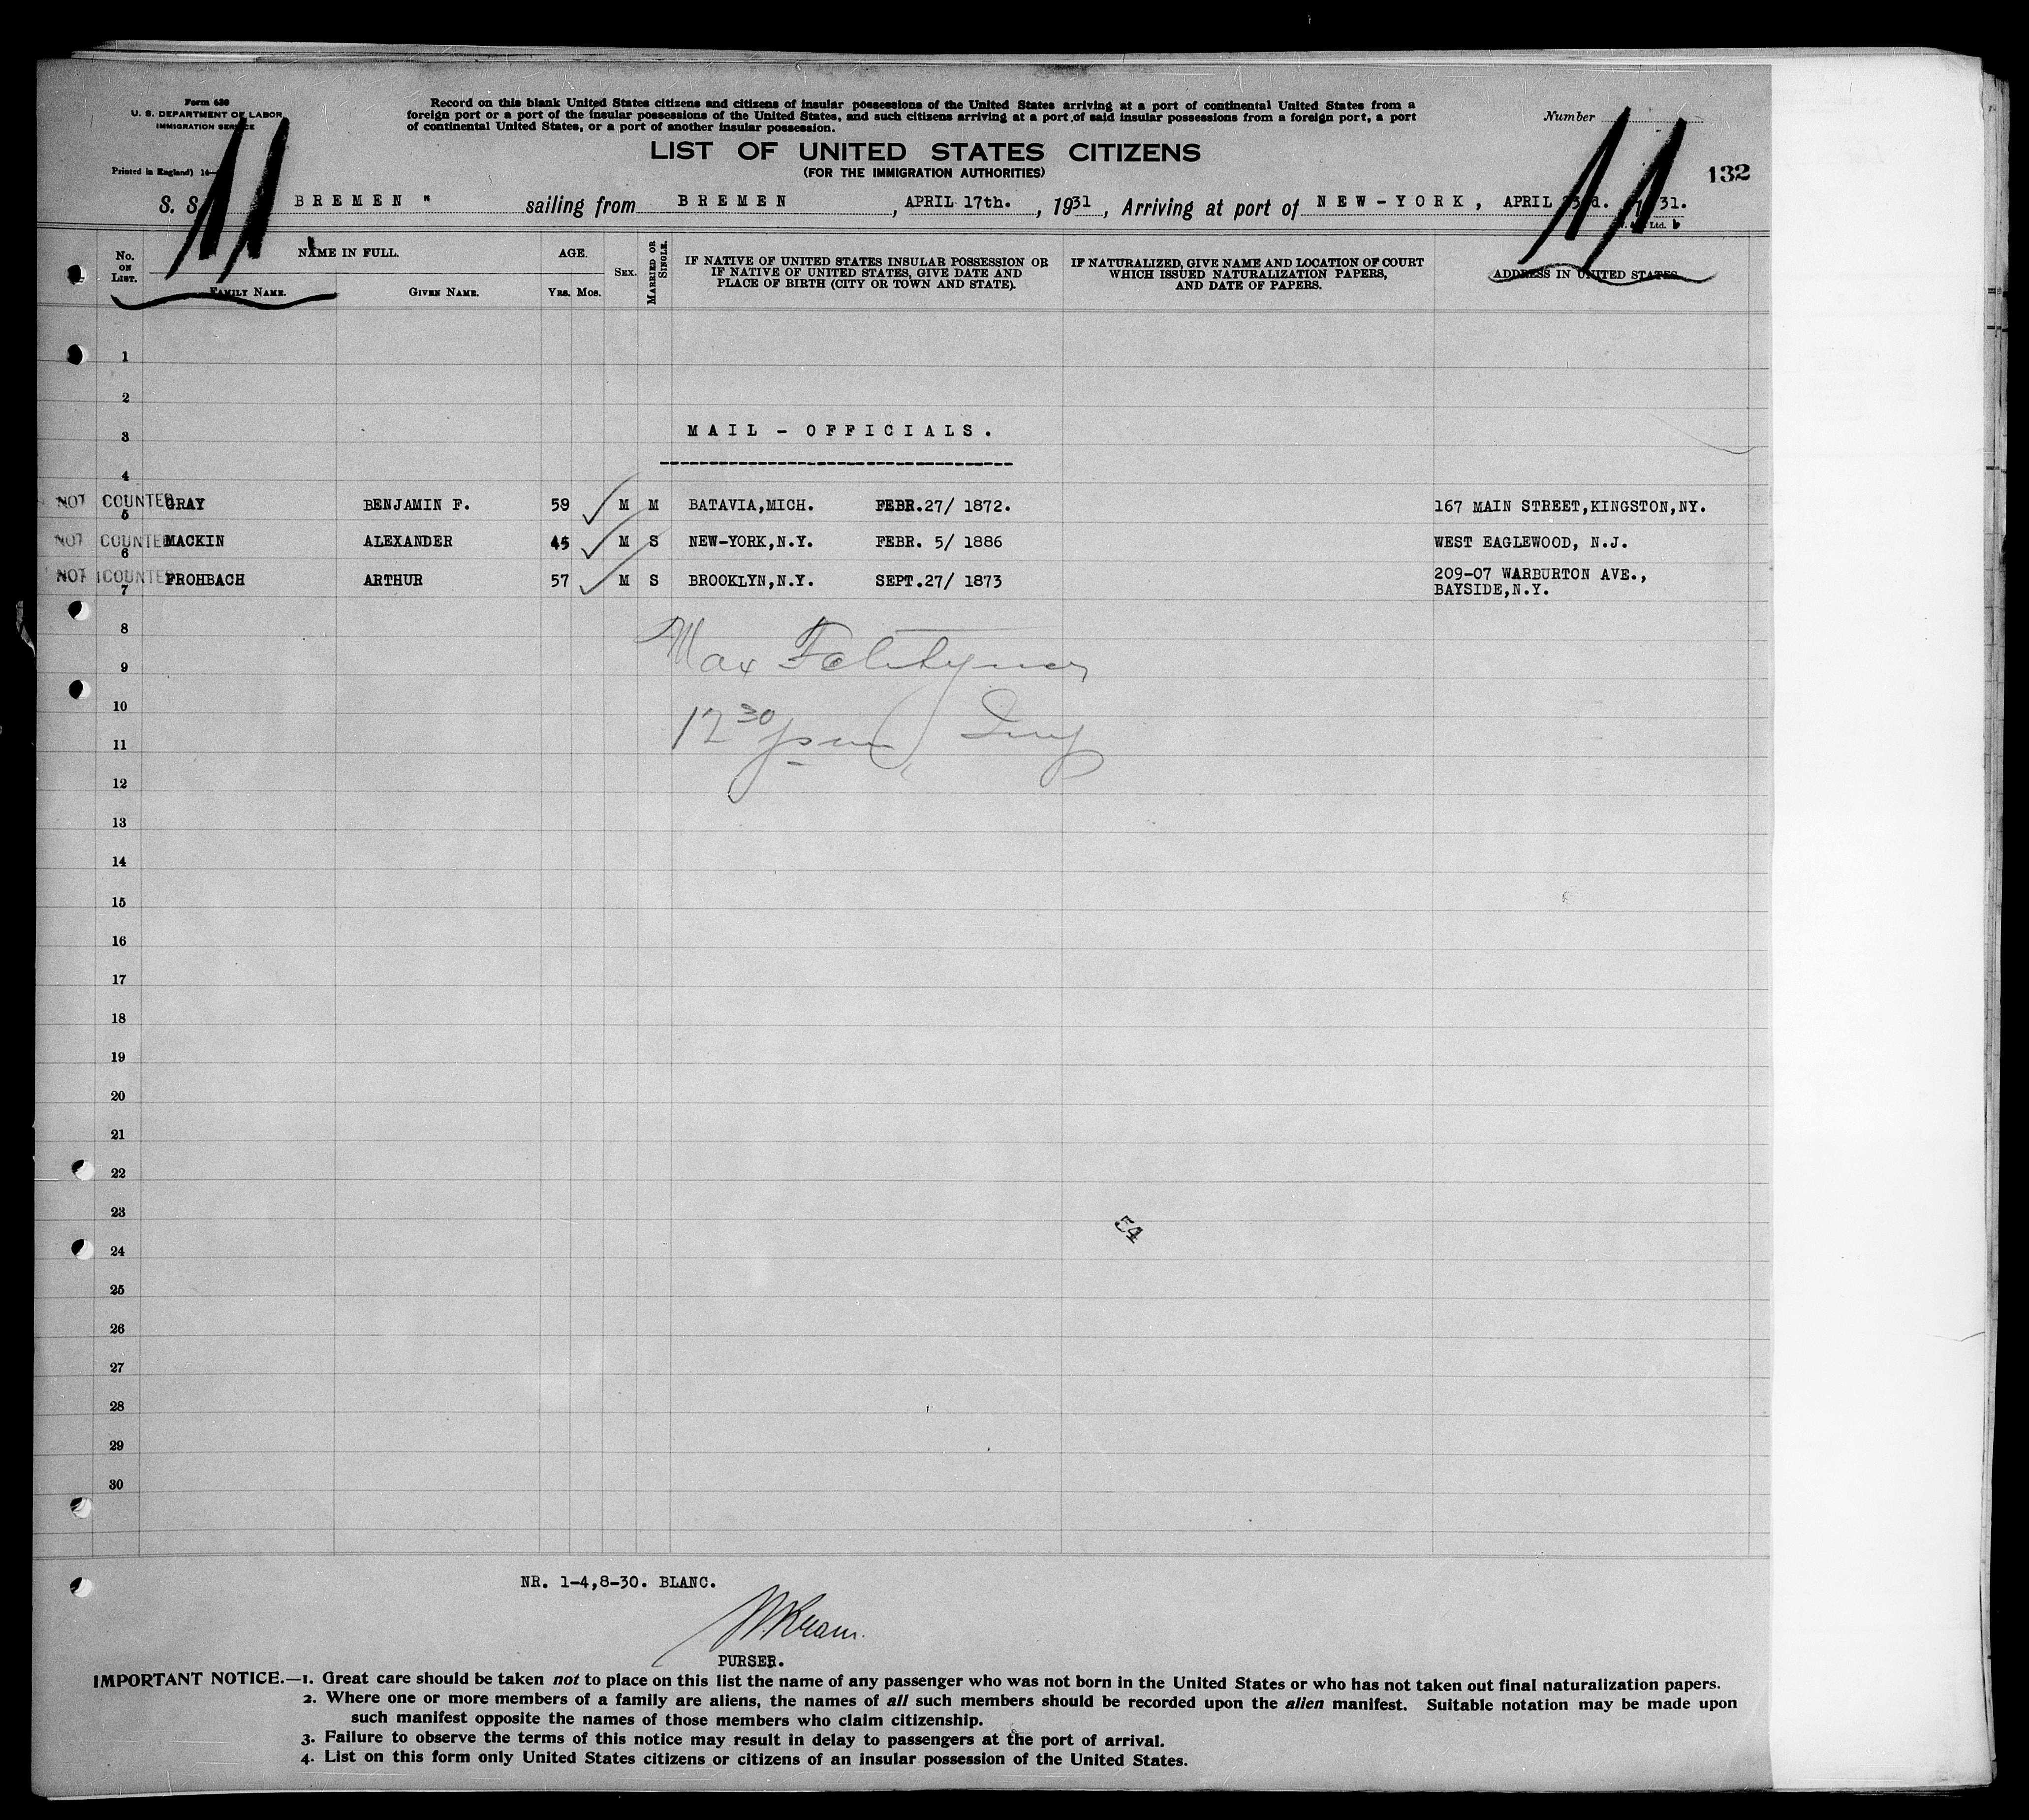 Form 630
U. S. DEPARTMENT OF LABOR
IMMIGRATION SERVICE
Record on this blank United States citizens and citizens of insular possessions of the United States arriving at a port of continental United States from a
foreign port or a port of the insular possessions of the United States, and such citizens arriving at a port of said insular possessions from a foreign port, a port
of continental United States, or a port of another insular possession.
Number
LIST OF UNITED STATES CITIZENS
(FOR THE IMMIGRATION AUTHORITIES)
Printed in England) 14—
132
S. S. BREMEN " sailing from BREMEN, APRIL 17th., 1931, Arriving at port of NEW-YORK, APRIL 31.
Ltd.
No. ON LIST.
NAME IN FULL.
FAMILY NAME. GIVEN NAME.
AGE.
Yrs. Mos.
SEX.
MARRIED OR SINGLE.
IF NATIVE OF UNITED STATES INSULAR POSSESSION OR
IF NATIVE OF UNITED STATES, GIVE DATE AND
PLACE OF BIRTH (CITY OR TOWN AND STATE).
IF NATURALIZED, GIVE NAME AND LOCATION OF COURT
WHICH ISSUED NATURALIZATION PAPERS,
AND DATE OF PAPERS.
ADDRESS IN UNITED STATES.
1
2
3 MAIL - OFFICIALS.
4
NOT COUNTED 5 GRAY BENJAMIN F. 59 M M BATAVIA,MICH. FEBR.27/ 1872. 167 MAIN STREET,KINGSTON,NY.
NOT COUNTED 6 MACKIN ALEXANDER 45 M S NEW-YORK,N.Y. FEBR. 5/ 1886 WEST EAGLEWOOD, N.J.
NOT COUNTED 7 FROHBACH ARTHUR 57 M S BROOKLYN,N.Y. SEPT.27/ 1873 209-07 WARBURTON AVE.,
BAYSIDE,N.Y.
8
Max
9
10
12 30 pm
11
12
13
14
15
16
17
18
19
20
21
22
23
54
24
25
26
27
28
29
30
NR. 1-4,8-30. BLANC.
PURSER.
IMPORTANT NOTICE.—1. Great care should be taken not to place on this list the name of any passenger who was not born in the United States or who has not taken out final naturalization papers.
2. Where one or more members of a family are aliens, the names of all such members should be recorded upon the alien manifest. Suitable notation may be made upon
such manifest opposite the names of those members who claim citizenship.
3. Failure to observe the terms of this notice may result in delay to passengers at the port of arrival.
4. List on this form only United States citizens or citizens of an insular possession of the United States.